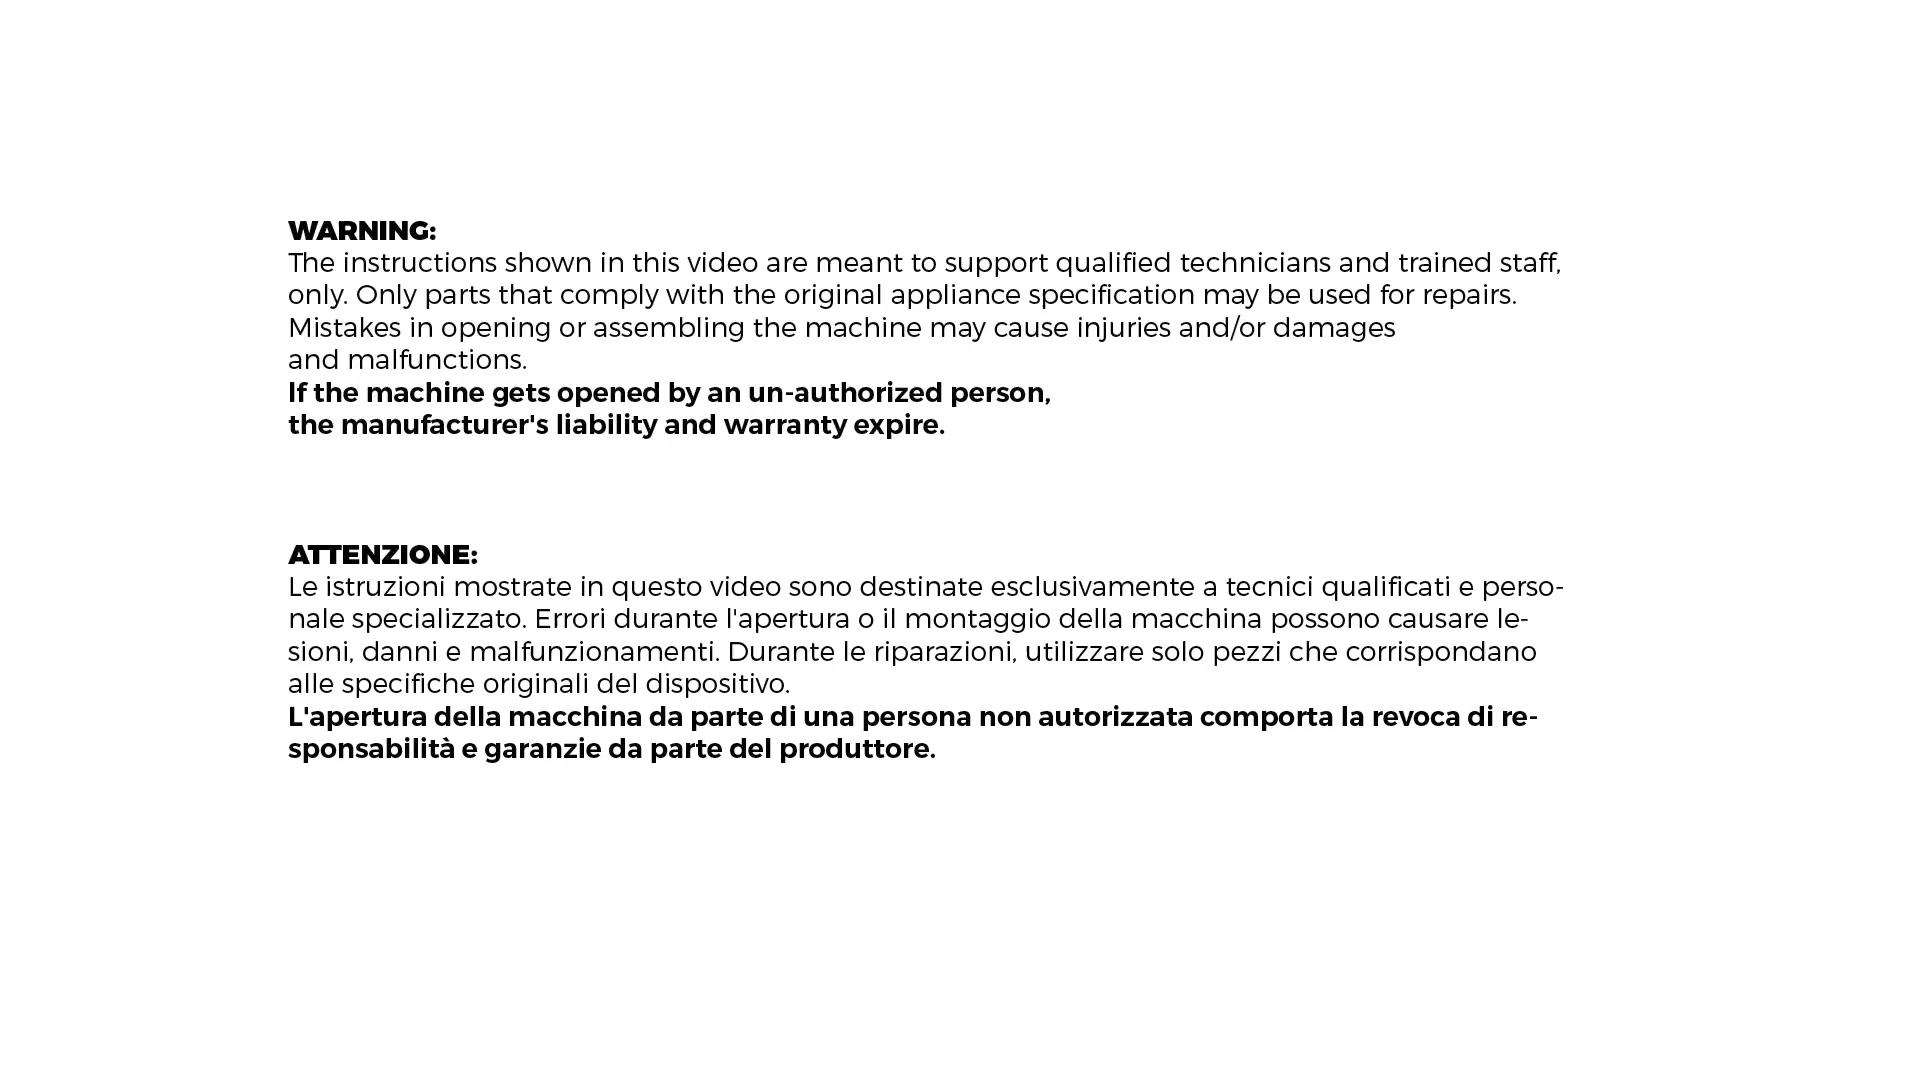 WARNING:
The instructions shown in this video are meant to support qualified technicians and trained staff,
only. Only parts that comply with the original appliance specification may be used for repairs.
Mistakes in opening or assembling the machine may cause injuries and/or damages
and malfunctions.
If the machine gets opened by an un-authorized person,
the manufacturer's liability and warranty expire.
ATTENZIONE:
Le istruzioni mostrate in questo video sono destinate esclusivamente a tecnici qualificati e perso-
nale specializzato. Errori durante l'apertura o il montaggio della macchina possono causare le-
sioni, danni e malfunzionamenti. Durante le riparazioni, utilizzare solo pezzi che corrispondano
alle specifiche originali del dispositivo.
L'apertura della macchina da parte di una persona non autorizzata comporta la revoca di re-
sponsabilità e garanzie da parte del produttore.